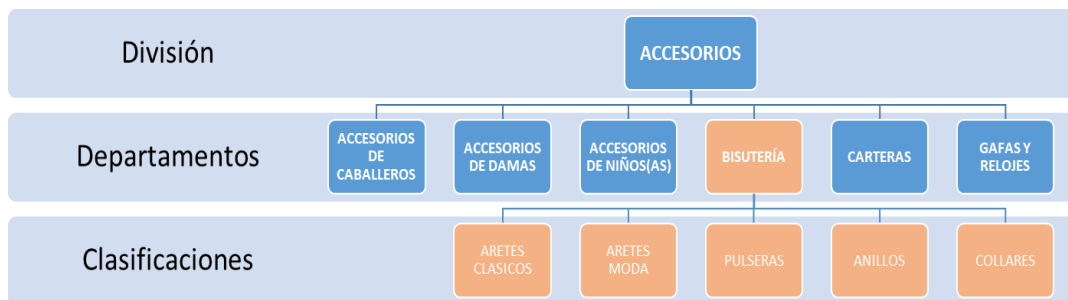 División
ACCESORIOS
Departamentos
ACCESORIOS
DE
CABALLEROS
ACCESORIOS
DE DAMAS
ACCESORIOS
DE NIÑOS(AS)
BISUTERÍA
CARTERAS
GAFAS Y
RELOJES
Clasificaciones
ARETES
CLASICOS
ARETES
MODA
PULSERAS
ANILLOS
COLLARES